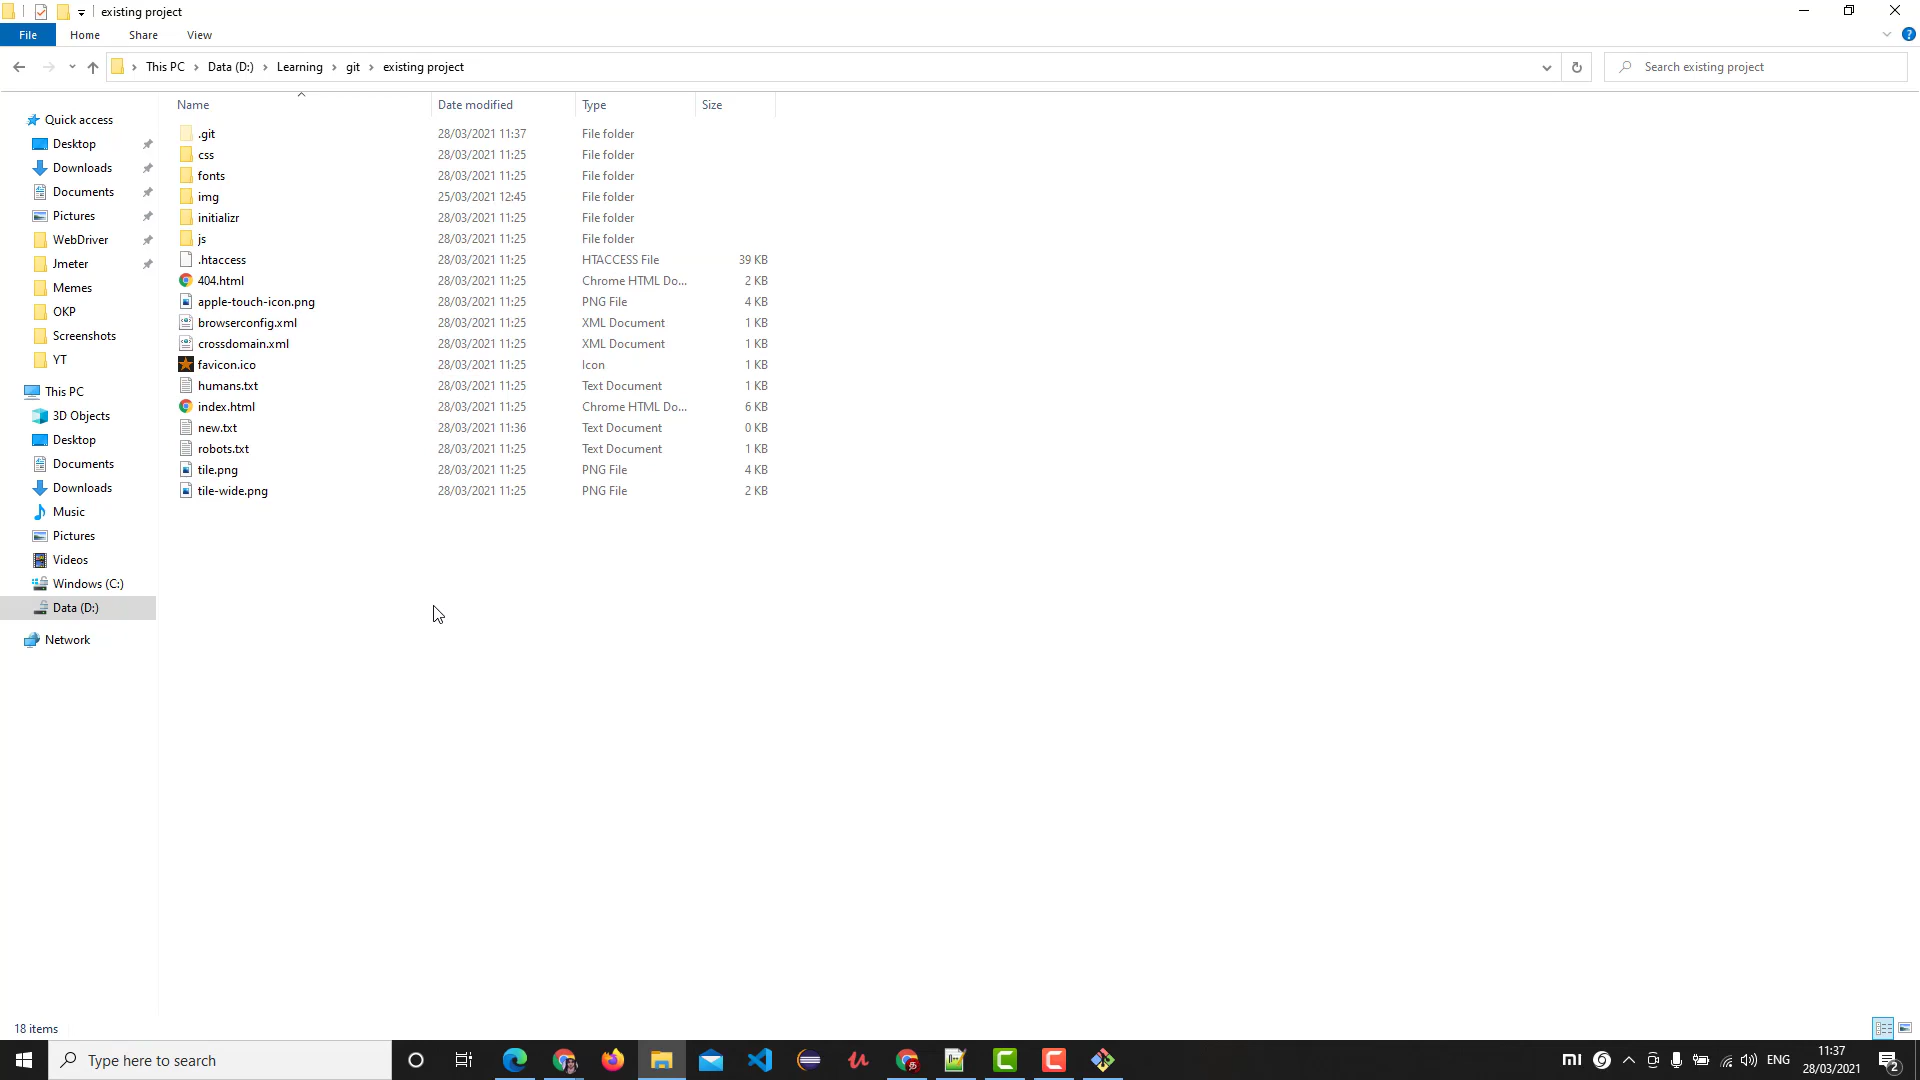 existing project
File Home Share View
This PC Data (D:) Learning git existing project Search existing project
Name Date modified Type Size
Quick access
Desktop
Downloads
Documents
Pictures
WebDriver
Jmeter
Memes
OKP
Screenshots
YT
This PC
3D Objects
Desktop
Documents
Downloads
Music
Pictures
Videos
Windows (C:)
Data (D:)
Network
.git 28/03/2021 11:37 File folder
css 28/03/2021 11:25 File folder
fonts 28/03/2021 11:25 File folder
img 25/03/2021 12:45 File folder
initializr 28/03/2021 11:25 File folder
js 28/03/2021 11:25 File folder
.htaccess 28/03/2021 11:25 HTACCESS File 39 KB
404.html 28/03/2021 11:25 Chrome HTML Do... 2 KB
apple-touch-icon.png 28/03/2021 11:25 PNG File 4 KB
browserconfig.xml 28/03/2021 11:25 XML Document 1 KB
crossdomain.xml 28/03/2021 11:25 XML Document 1 KB
favicon.ico 28/03/2021 11:25 Icon 1 KB
humans.txt 28/03/2021 11:25 Text Document 1 KB
index.html 28/03/2021 11:25 Chrome HTML Do... 6 KB
new.txt 28/03/2021 11:36 Text Document 0 KB
robots.txt 28/03/2021 11:25 Text Document 1 KB
tile.png 28/03/2021 11:25 PNG File 4 KB
tile-wide.png 28/03/2021 11:25 PNG File 2 KB
18 items
Type here to search
ENG
11:37
28/03/2021
2